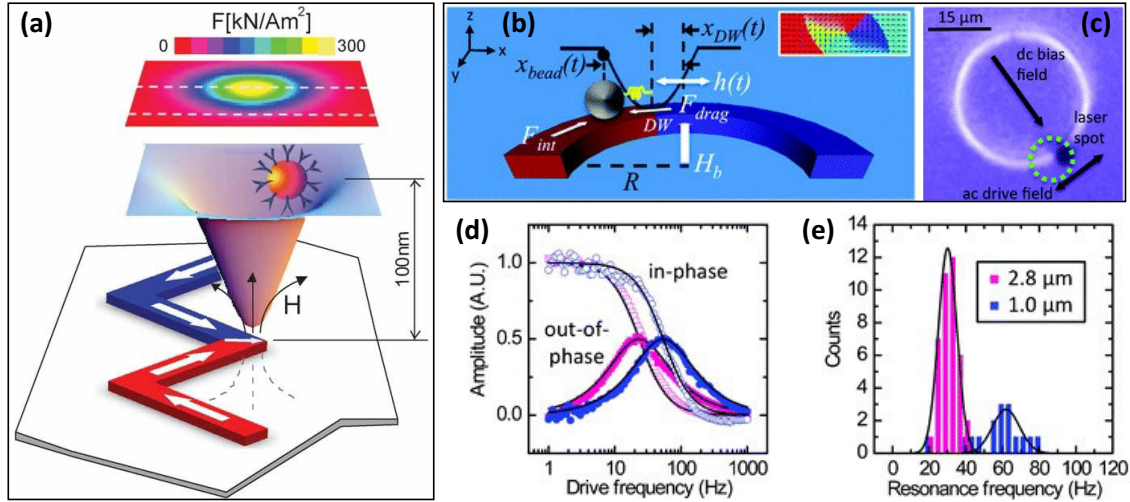 (a)
F[kN/Am²]
0
300
100nm
H
(b)
z
x
y
x_bead(t)
x_DW(t)
h(t)
F_drag
DW
F_int
R
H_b
(c)
15 µm
dc bias
field
laser
spot
ac drive field
(d)
Amplitude (A.U.)
1.0
0.5
0.0
in-phase
out-of-
phase
1
10
100
1000
Drive frequency (Hz)
(e)
Counts
14
12
10
8
6
4
2
0
2.8 µm
1.0 µm
0
20
40
60
80
100
120
Resonance frequency (Hz)